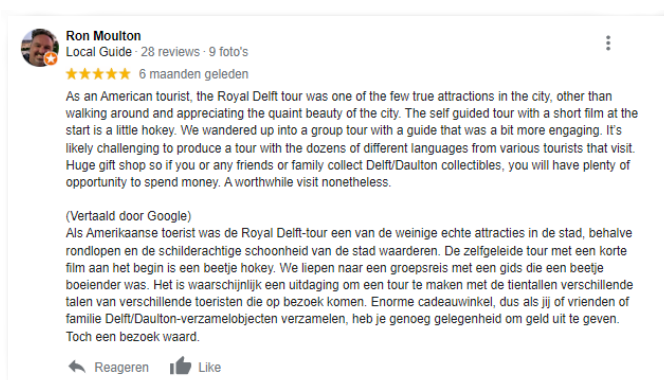 Ron Moulton
Local Guide · 28 reviews · 9 foto's
6 maanden geleden
As an American tourist, the Royal Delft tour was one of the few true attractions in the city, other than
walking around and appreciating the quaint beauty of the city. The self guided tour with a short film at the
start is a little hokey. We wandered up into a group tour with a guide that was a bit more engaging. It's
likely challenging to produce a tour with the dozens of different languages from various tourists that visit.
Huge gift shop so if you or any friends or family collect Delft/Daulton collectibles, you will have plenty of
opportunity to spend money. A worthwhile visit nonetheless.
(Vertaald door Google)
Als Amerikaanse toerist was de Royal Delft-tour een van de weinige echte attracties in de stad, behalve
rondlopen en de schilderachtige schoonheid van de stad waarderen. De zelfgeleide tour met een korte
film aan het begin is een beetje hokey. We liepen naar een groepsreis met een gids die een beetje
boeiender was. Het is waarschijnlijk een uitdaging om een tour te maken met de tientallen verschillende
talen van verschillende toeristen die op bezoek komen. Enorme cadeauwinkel, dus als jij of vrienden of
familie Delft/Daulton-verzamelobjecten verzamelen, heb je genoeg gelegenheid om geld uit te geven.
Toch een bezoek waard.
Reageren Like